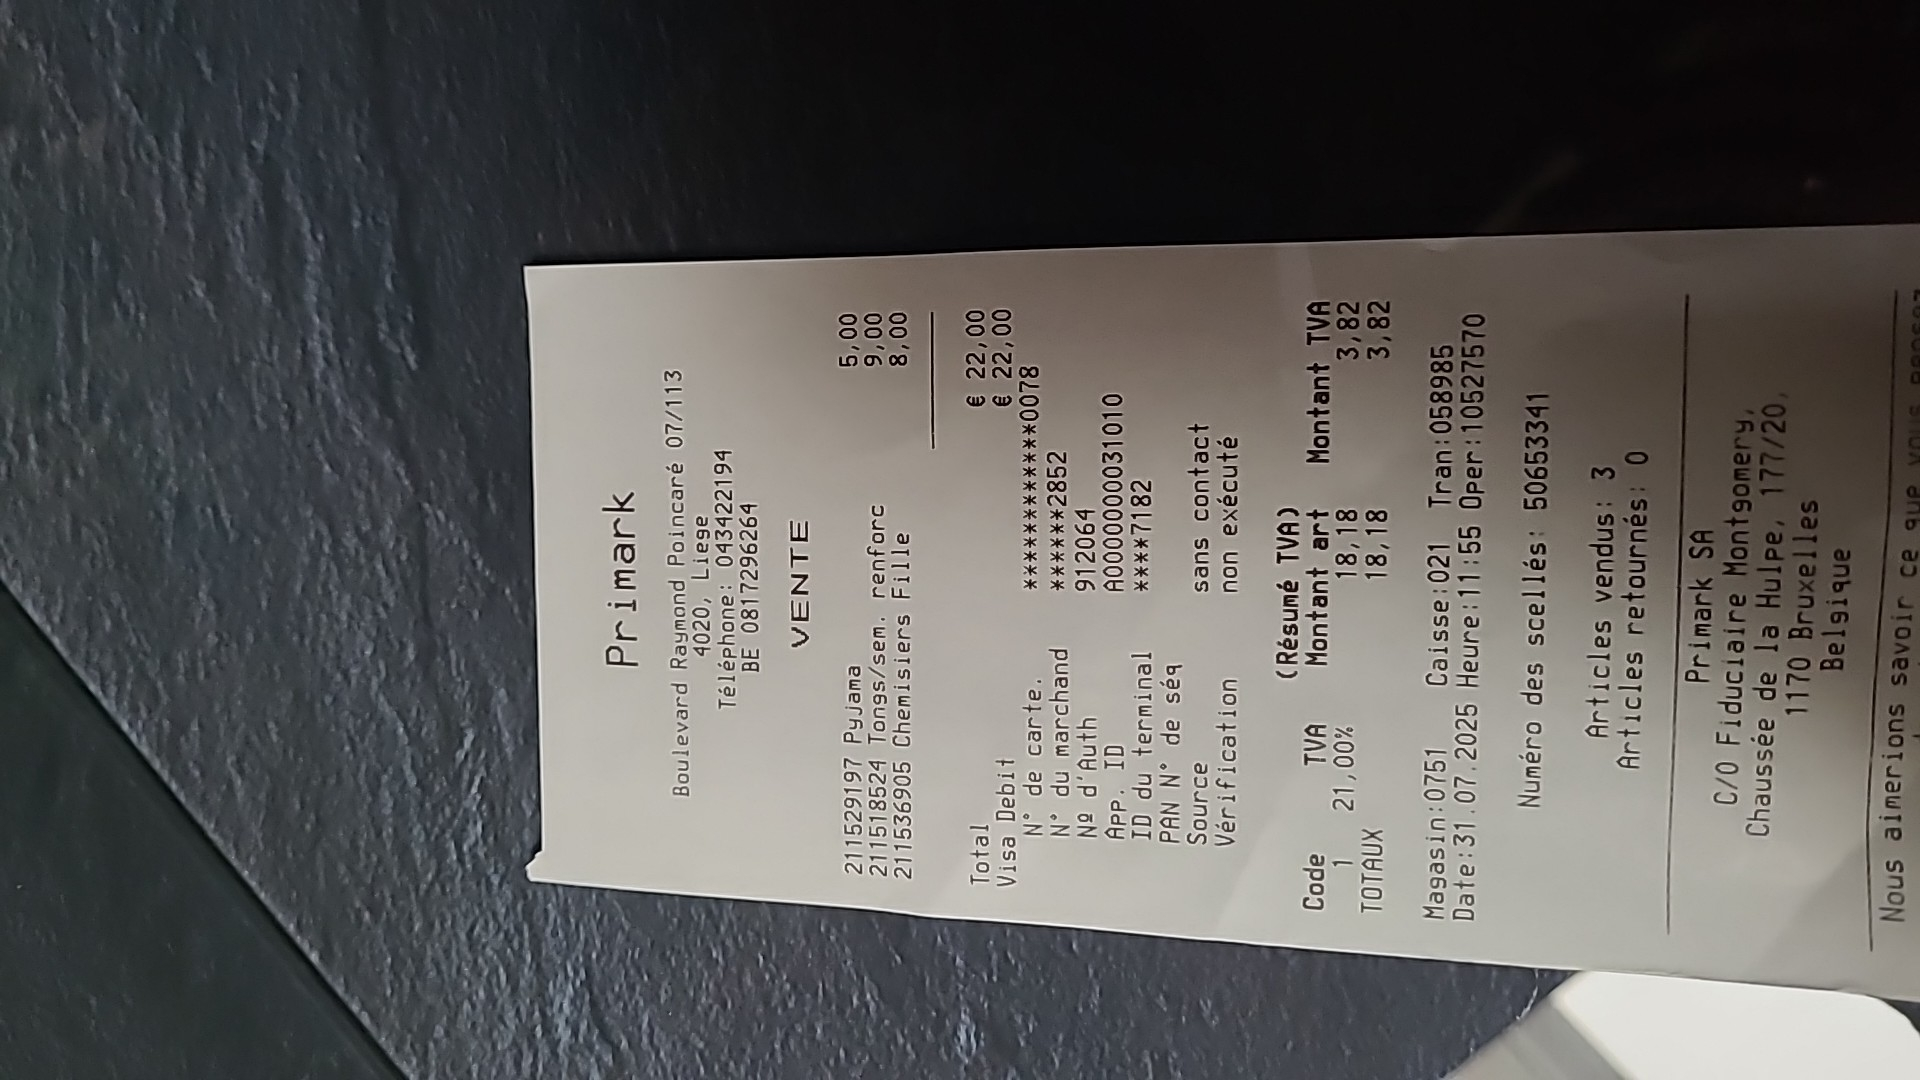 Primark
Boulevard Raymond Poincaré 07/113
4020, Liege
Téléphone: 043422194
BE 0817296264
VENTE
211529197 Pyjama 5,00
211518524 Tongs/sem. renforc 9,00
211536905 Chemisiers Fille 8,00
Total € 22,00
Visa Debit € 22,00
N° de carte. ************0078
N° du marchand ******2852
Nº d'Auth 912064
App. ID A0000000031010
ID du terminal ****7182
PAN N° de séq
Source sans contact
Vérification non exécuté
(Résumé TVA)
Code TVA Montant art Montant TVA
1 21,00% 18,18 3,82
TOTAUX 18,18 3,82
Magasin:0751 Caisse:021 Tran:058985
Date:31.07.2025 Heure:11:55 Oper:10527570
Numéro des scellés: 50653341
Articles vendus: 3
Articles retournés: 0
Primark SA
C/O Fiduciaire Montgomery,
Chaussée de la Hulpe, 177/20,
1170 Bruxelles
Belgique
Nous aimerions savoir ce que vous